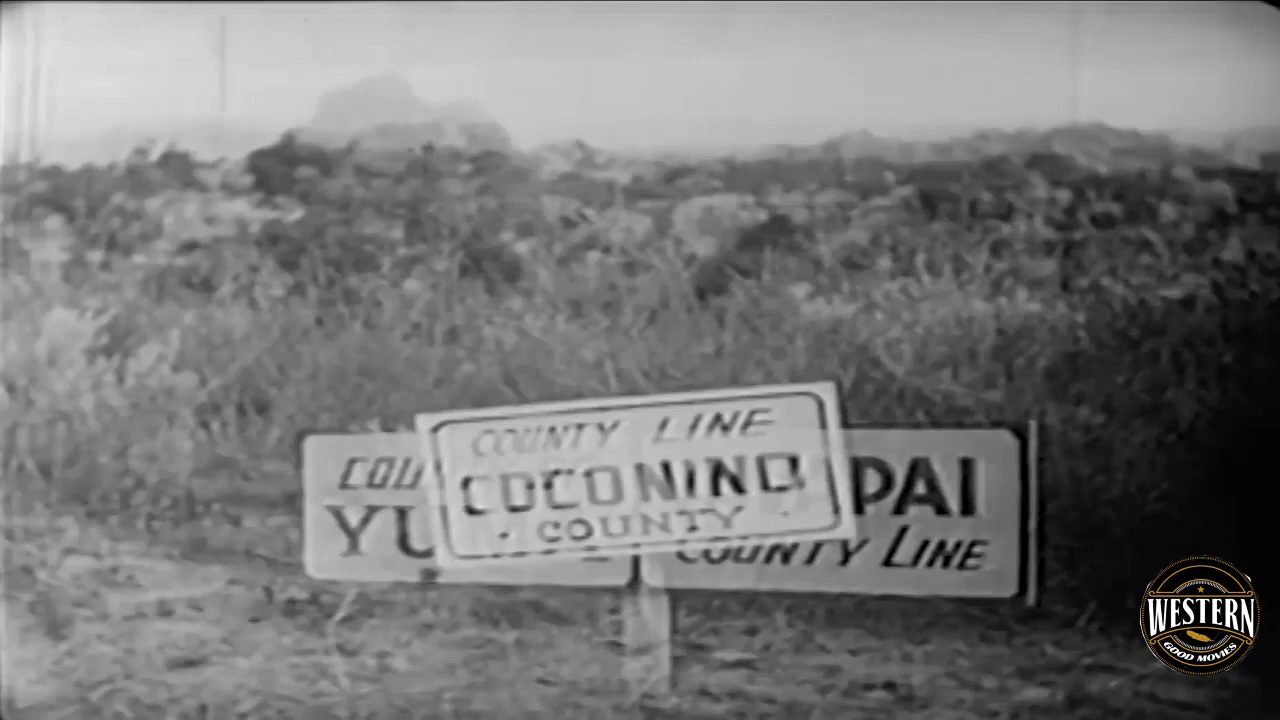 COUNTY LINE
COCONINO
COUNTY
COU
YU
PAI
COUNTY LINE
WESTERN
GOOD MOVIES